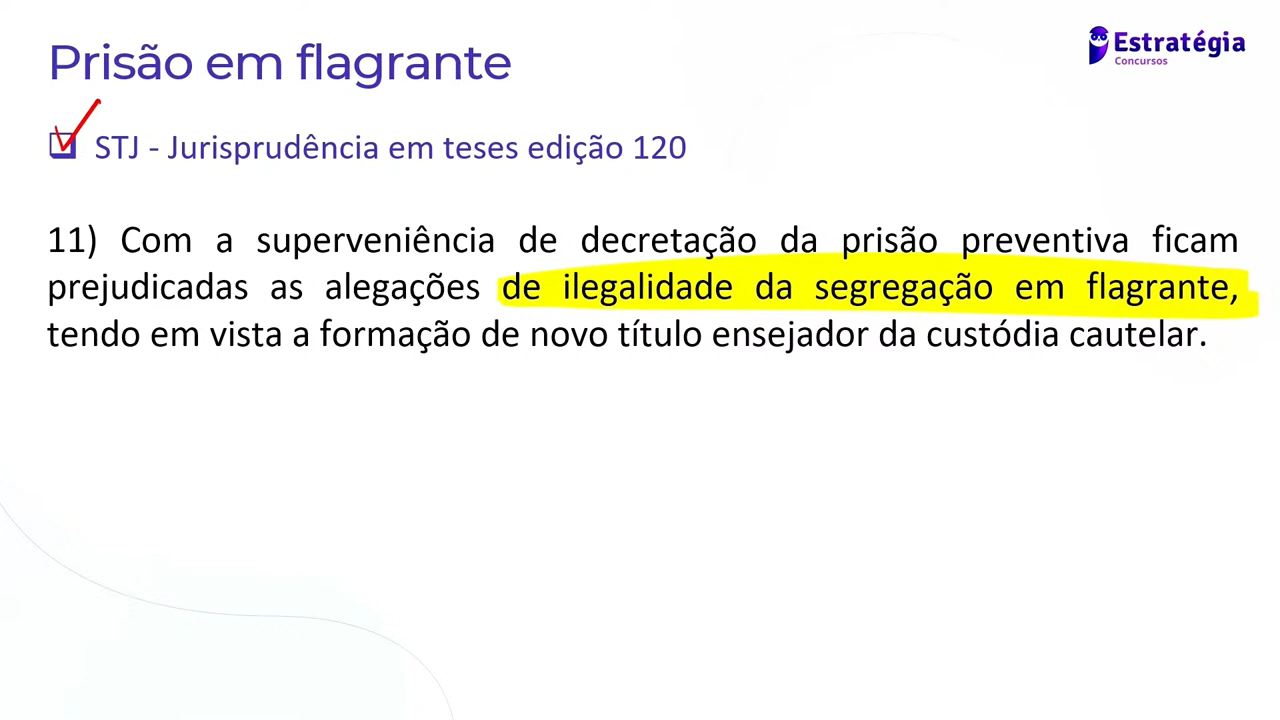 Prisão em flagrante
Estratégia
Concursos
STJ - Jurisprudência em teses edição 120
11) Com a superveniência de decretação da prisão preventiva ficam
prejudicadas as alegações de ilegalidade da segregação em flagrante,
tendo em vista a formação de novo título ensejador da custódia cautelar.